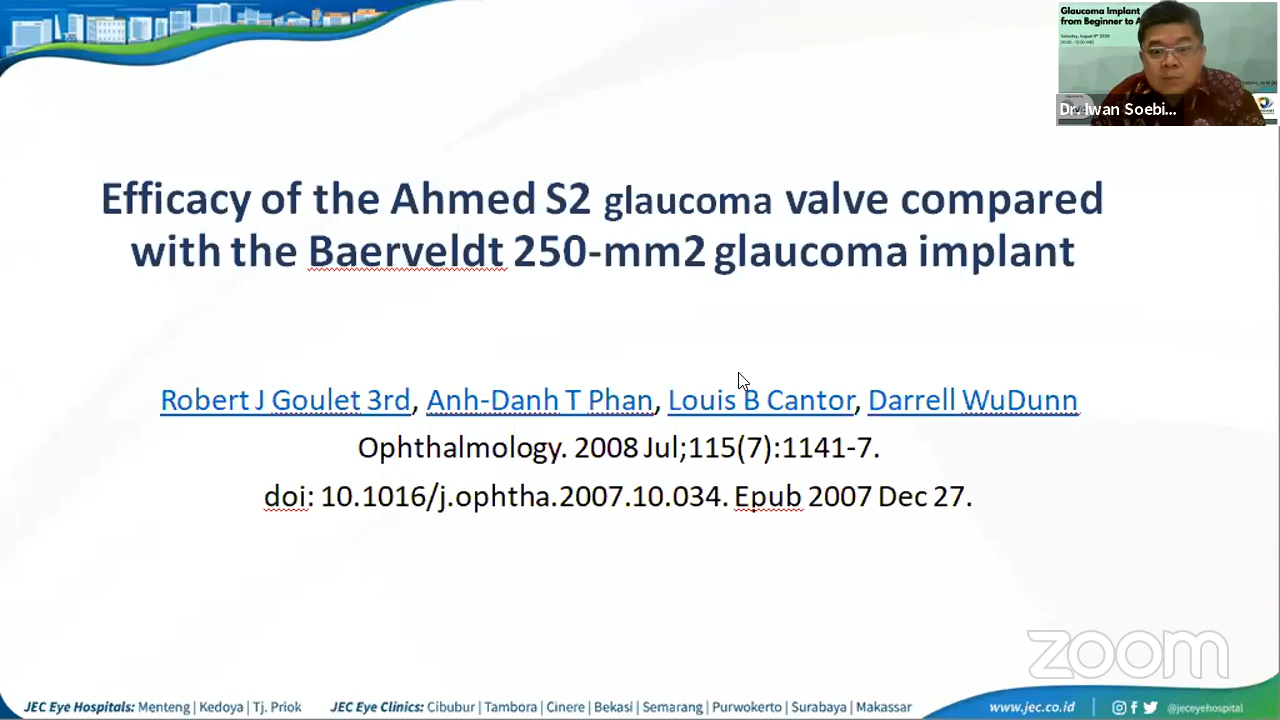 Glaucoma Implant
from Beginner to A
Saturday, August 8th 2020
Dr. Iwan Soebi...
Efficacy of the Ahmed S2 glaucoma valve compared
with the Baerveldt 250-mm2 glaucoma implant
Robert J Goulet 3rd, Anh-Danh T Phan, Louis B Cantor, Darrell WuDunn
Ophthalmology. 2008 Jul;115(7):1141-7.
doi: 10.1016/j.ophtha.2007.10.034. Epub 2007 Dec 27.
zoom
JEC Eye Hospitals: Menteng | Kedoya | Tj. Priok JEC Eye Clinics: Cibubur | Tambora | Cinere | Bekasi | Semarang | Purwokerto | Surabaya | Makassar www.jec.co.id @jeceyehospital